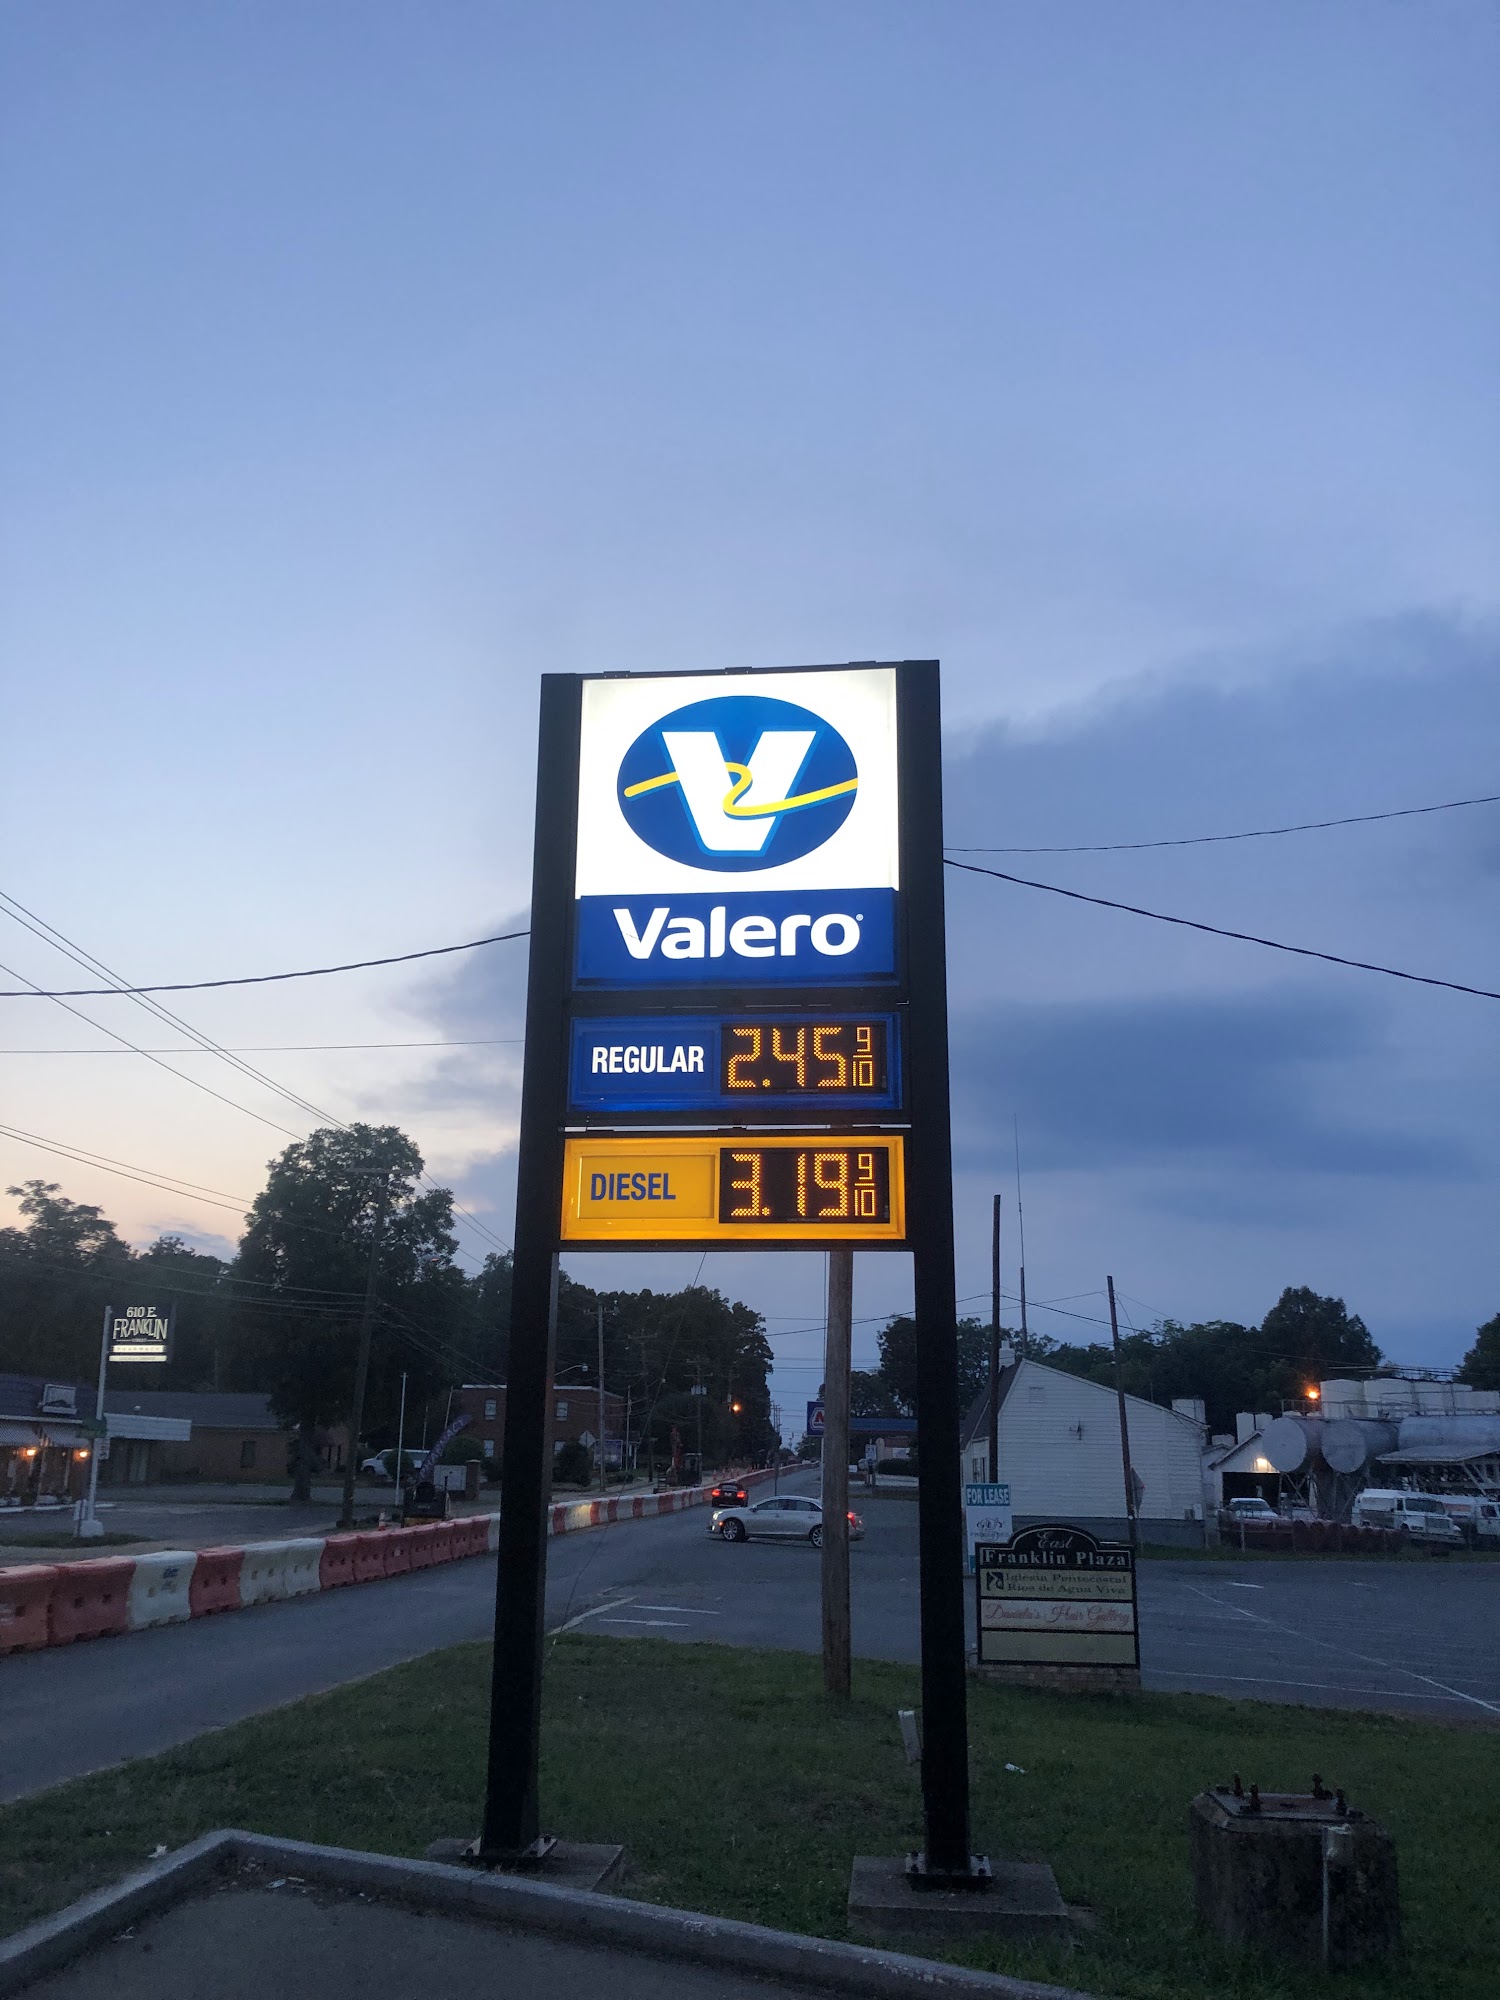 Valero®
REGULAR 2.45 9/10
DIESEL 3.19 9/10
610 E.
FRANKLIN
FOR LEASE
East
Franklin Plaza
Iglesia Pentecostal
Rios de Agua Viva
Daniela's Hair Gallery